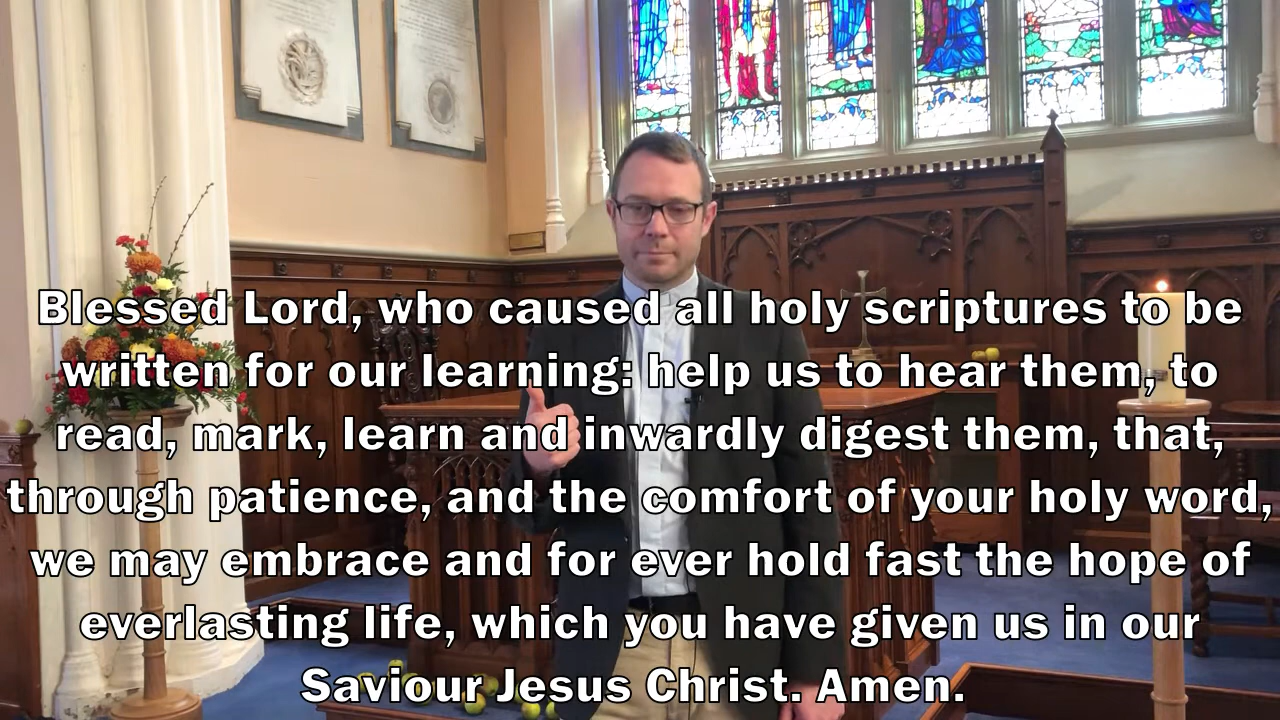 Blessed Lord, who caused all holy scriptures to be
written for our learning: help us to hear them, to
read, mark, learn and inwardly digest them, that,
through patience, and the comfort of your holy word,
we may embrace and for ever hold fast the hope of
everlasting life, which you have given us in our
Saviour Jesus Christ. Amen.